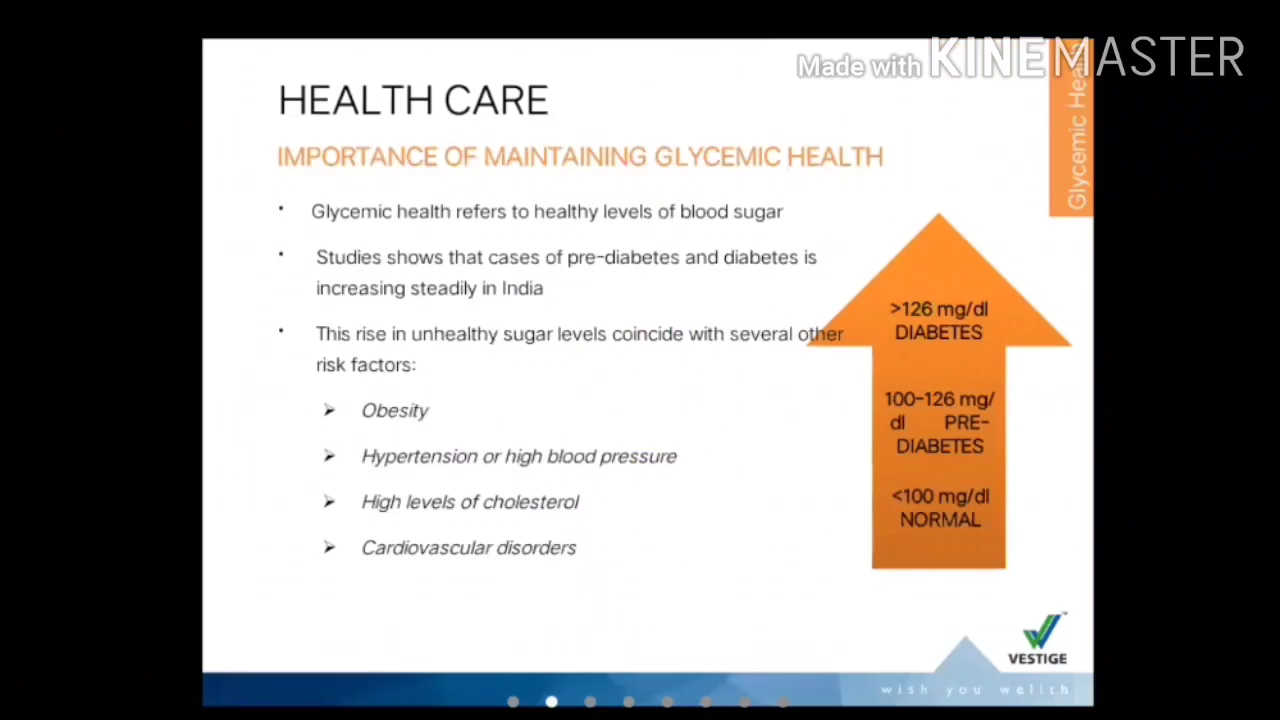 Made with KINEMASTER
HEALTH CARE
Glycemic Health
IMPORTANCE OF MAINTAINING GLYCEMIC HEALTH
• Glycemic health refers to healthy levels of blood sugar
• Studies shows that cases of pre-diabetes and diabetes is
increasing steadily in India
• This rise in unhealthy sugar levels coincide with several other
risk factors:
➢ Obesity
➢ Hypertension or high blood pressure
➢ High levels of cholesterol
➢ Cardiovascular disorders
>126 mg/dl
DIABETES
100-126 mg/
dl PRE-
DIABETES
<100 mg/dl
NORMAL
VESTIGE
wish you wellth